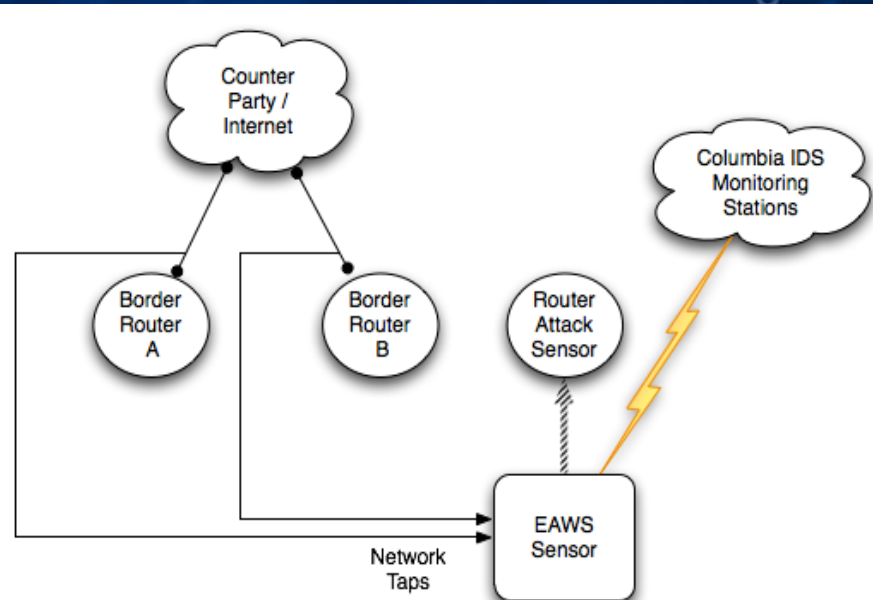 Counter
Party /
Internet
Columbia IDS
Monitoring
Stations
Border
Router
A
Border
Router
B
Router
Attack
Sensor
EAWS
Sensor
Network
Taps